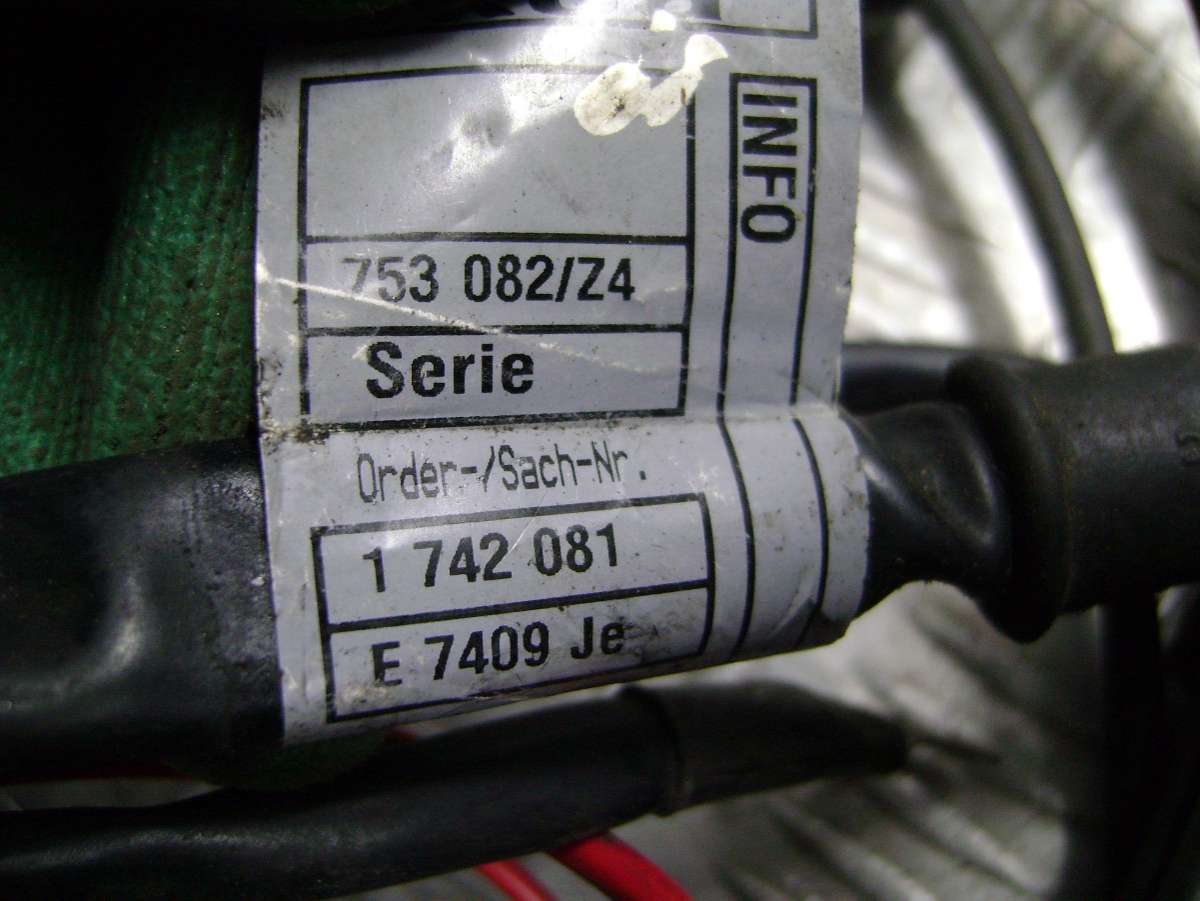 INFO
753 082/Z4
Serie
Order-/Sach-Nr.
1 742 081
E 7409 Je